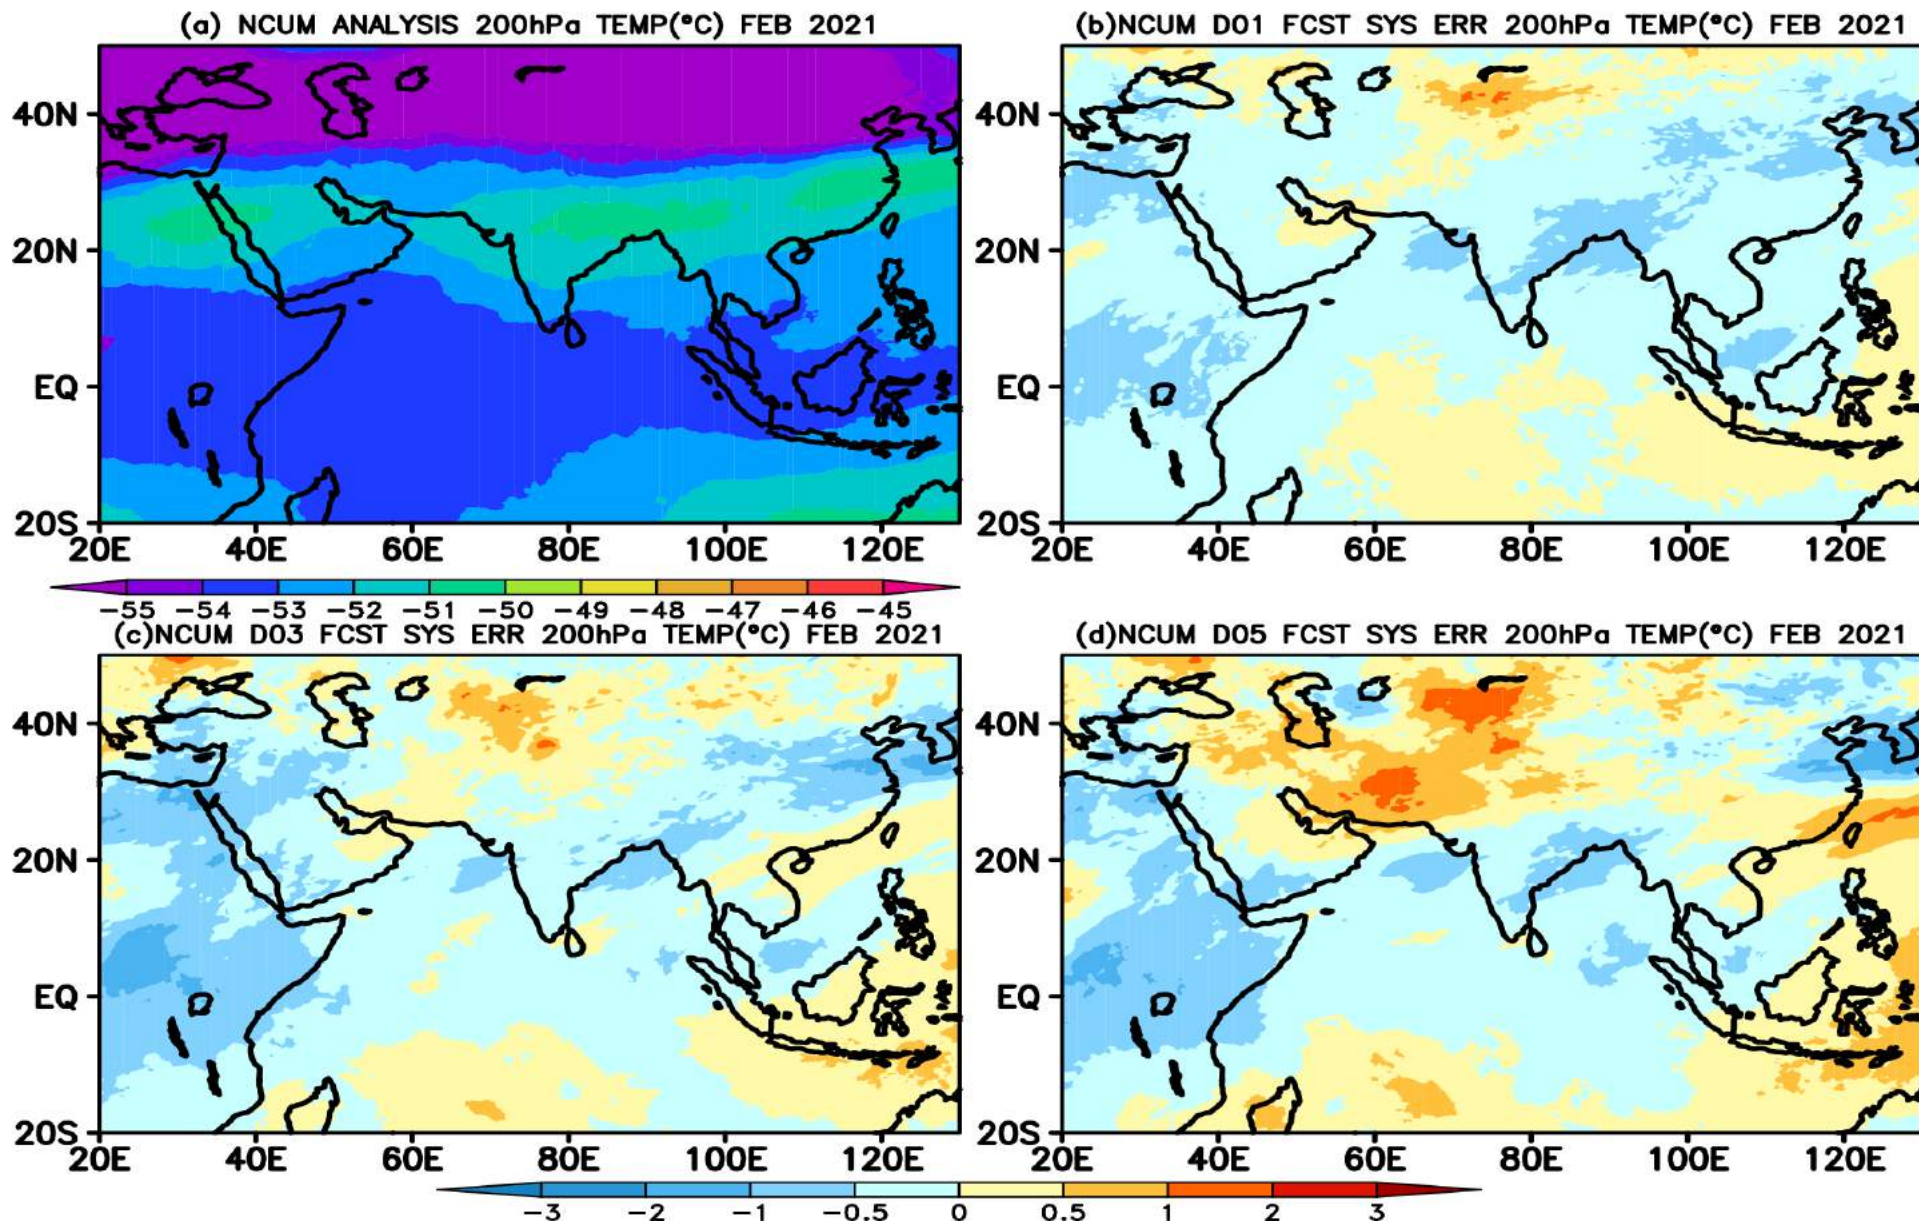 (a) NCUM ANALYSIS 200hPa TEMP(°C) FEB 2021
40N
20N
EQ
20S
20E 40E 60E 80E 100E 120E
−55 −54 −53 −52 −51 −50 −49 −48 −47 −46 −45
(b)NCUM D01 FCST SYS ERR 200hPa TEMP(°C) FEB 2021
40N
20N
EQ
20S
20E 40E 60E 80E 100E 120E
(c)NCUM D03 FCST SYS ERR 200hPa TEMP(°C) FEB 2021
40N
20N
EQ
20S
20E 40E 60E 80E 100E 120E
(d)NCUM D05 FCST SYS ERR 200hPa TEMP(°C) FEB 2021
40N
20N
EQ
20S
20E 40E 60E 80E 100E 120E
−3 −2 −1 −0.5 0 0.5 1 2 3